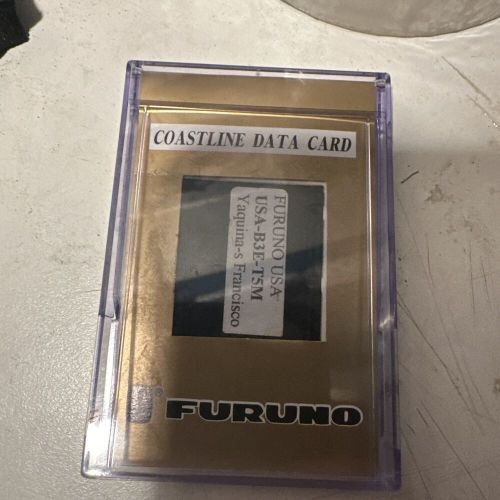 COASTLINE DATA CARD
FURUNO USA
USA-B3E-T5M
Yaquina-s Francisco
FURUNO